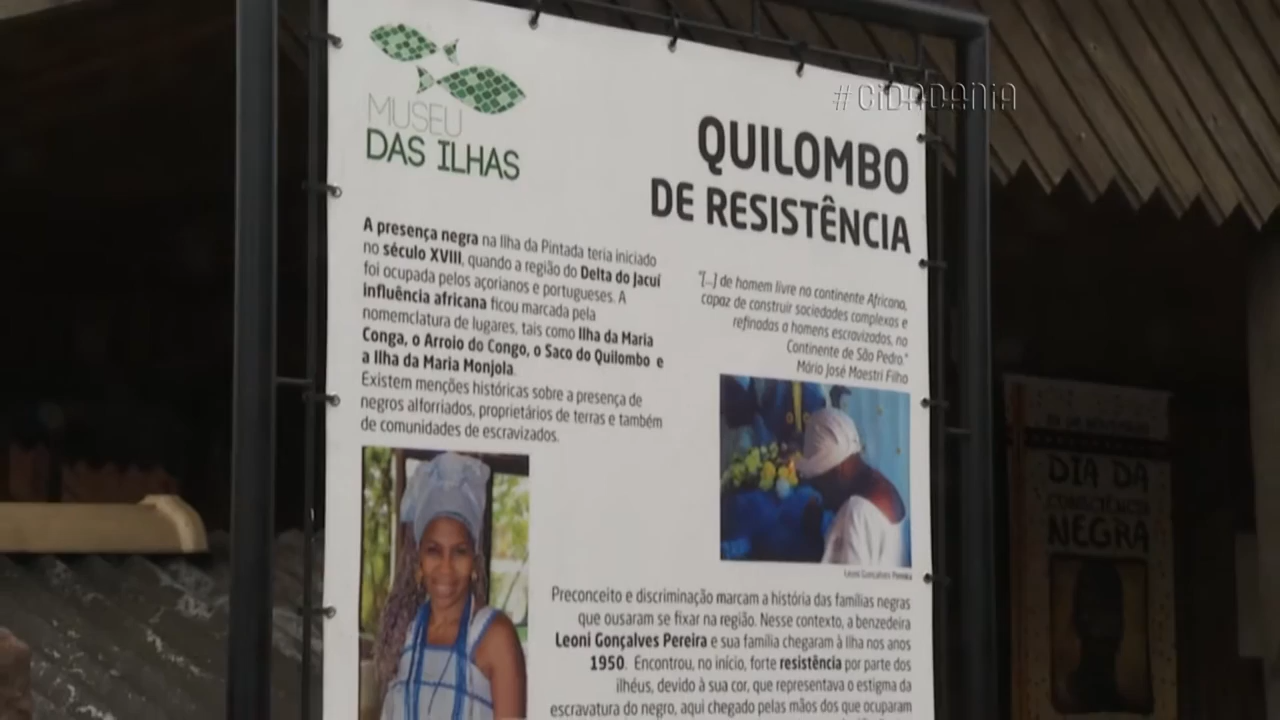 MUSEU
DAS ILHAS
#CIDADANIA
QUILOMBO
DE RESISTÊNCIA
A presença negra na Ilha da Pintada teria iniciado
no século XVIII, quando a região do Delta do Jacuí
foi ocupada pelos açorianos e portugueses. A
influência africana ficou marcada pela
nomemclatura de lugares, tais como Ilha da Maria
Conga, o Arroio do Congo, o Saco do Quilombo e
a Ilha da Maria Monjola.
Existem menções históricas sobre a presença de
negros alforriados, proprietários de terras e também
de comunidades de escravizados.
"[...] de homem livre no continente Africano,
capaz de construir sociedades complexas e
refinadas a homens escravizados, no
Continente de São Pedro."
Mário José Maestri Filho
Leoni Gonçalves Pereira
Preconceito e discriminação marcam a história das famílias negras
que ousaram se fixar na região. Nesse contexto, a benzedeira
Leoni Gonçalves Pereira e sua família chegaram à Ilha nos anos
1950. Encontrou, no início, forte resistência por parte dos
ilhéus, devido à sua cor, que representava o estigma da
escravatura do negro, aqui chegado pelas mãos dos que ocuparam
DIA DA
CONSCIÊNCIA
NEGRA